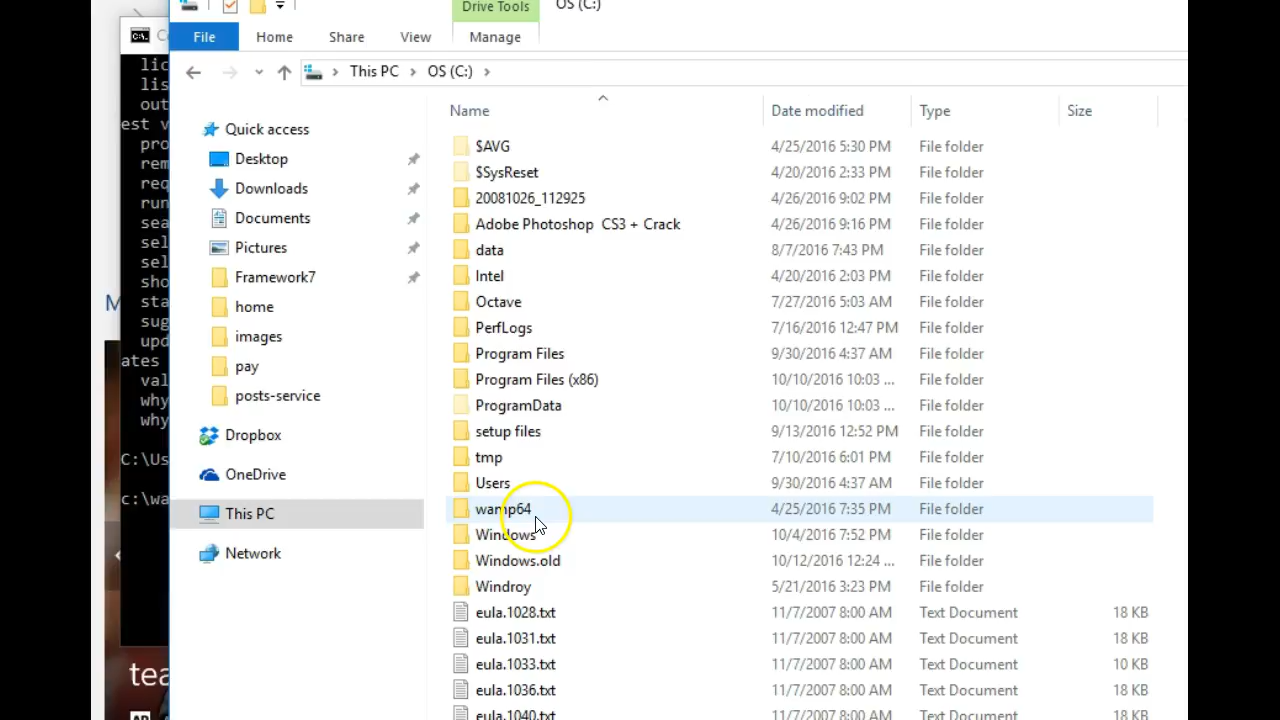 Drive Tools
OS (C:)
File Home Share View Manage
This PC OS (C:)
Name Date modified Type Size
Quick access
Desktop
Downloads
Documents
Pictures
Framework7
home
images
pay
posts-service
Dropbox
OneDrive
This PC
Network
$AVG 4/25/2016 5:30 PM File folder
$SysReset 4/20/2016 2:33 PM File folder
20081026_112925 4/26/2016 9:02 PM File folder
Adobe Photoshop CS3 + Crack 4/26/2016 9:16 PM File folder
data 8/7/2016 7:43 PM File folder
Intel 4/20/2016 2:03 PM File folder
Octave 7/27/2016 5:03 AM File folder
PerfLogs 7/16/2016 12:47 PM File folder
Program Files 9/30/2016 4:37 AM File folder
Program Files (x86) 10/10/2016 10:03 ... File folder
ProgramData 10/10/2016 10:03 ... File folder
setup files 9/13/2016 12:52 PM File folder
tmp 7/10/2016 6:01 PM File folder
Users 9/30/2016 4:37 AM File folder
wamp64 4/25/2016 7:35 PM File folder
Windows 10/4/2016 7:52 PM File folder
Windows.old 10/12/2016 12:24 ... File folder
Windroy 5/21/2016 3:23 PM File folder
eula.1028.txt 11/7/2007 8:00 AM Text Document 18 KB
eula.1031.txt 11/7/2007 8:00 AM Text Document 18 KB
eula.1033.txt 11/7/2007 8:00 AM Text Document 10 KB
eula.1036.txt 11/7/2007 8:00 AM Text Document 18 KB
eula.1040.txt 11/7/2007 8:00 AM Text Document 18 KB
lic
lis
out
est v
pro
rem
req
run
sea
sel
sel
sho
sta
sug
upd
ates
val
why
why
C:\Us
c:\wa
M
tea